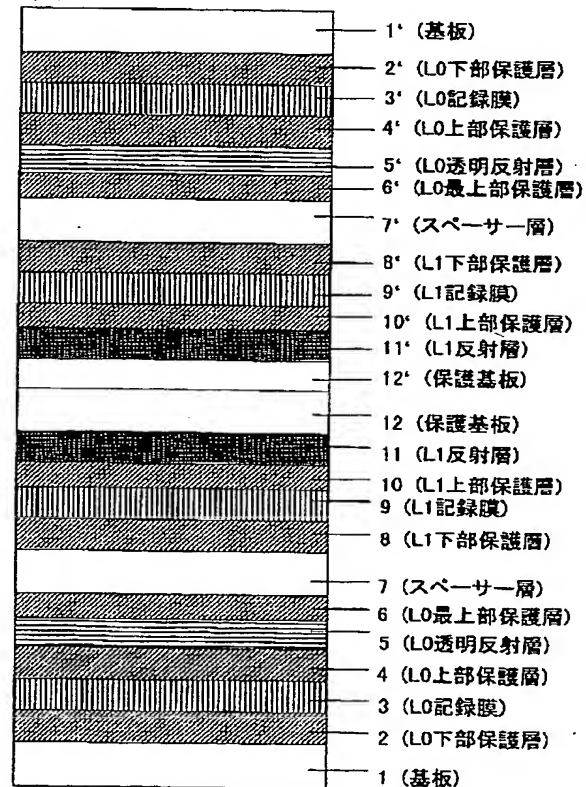 1‘ (基板)
2‘ (L0下部保護層)
3‘ (L0記録膜)
4‘ (L0上部保護層)
5‘ (L0透明反射層)
6‘ (L0最上部保護層)
7‘ (スペーサー層)
8‘ (L1下部保護層)
9‘ (L1記録膜)
10‘ (L1上部保護層)
11‘ (L1反射層)
12‘ (保護基板)
12 (保護基板)
11 (L1反射層)
10 (L1上部保護層)
9 (L1記録膜)
8 (L1下部保護層)
7 (スペーサー層)
6 (L0最上部保護層)
5 (L0透明反射層)
4 (L0上部保護層)
3 (L0記録膜)
2 (L0下部保護層)
1 (基板)